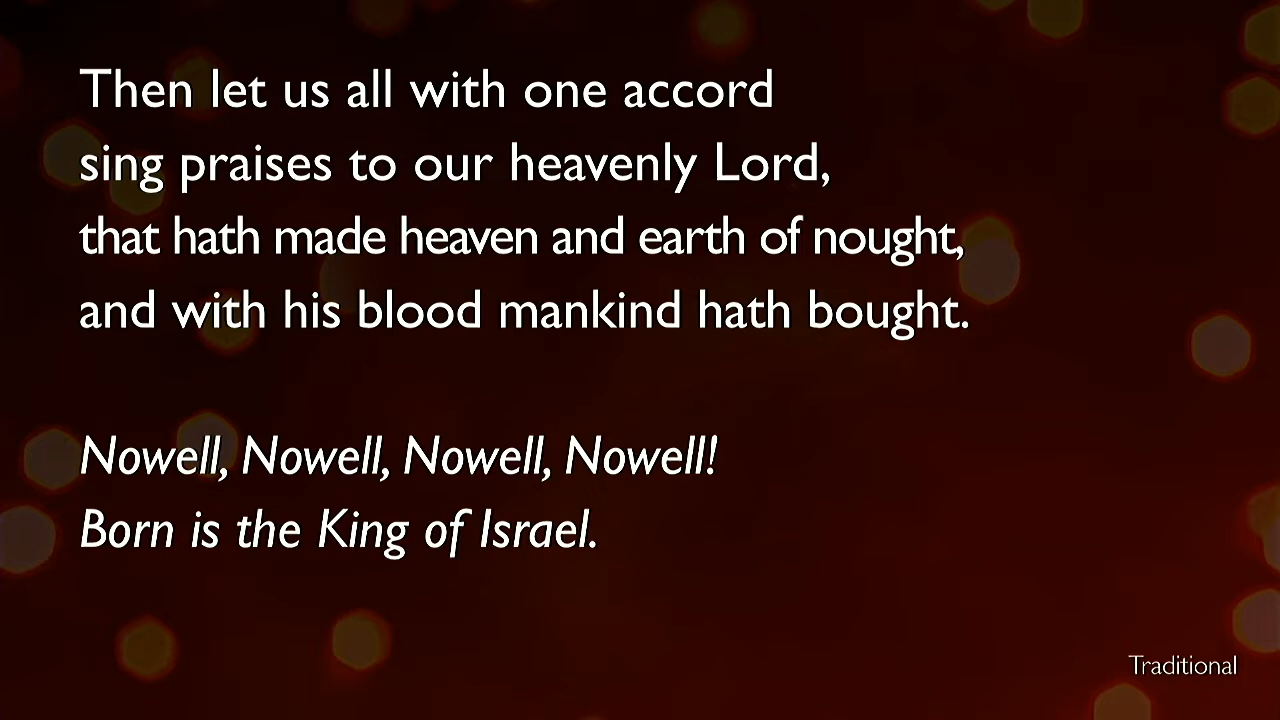 Then let us all with one accord
sing praises to our heavenly Lord,
that hath made heaven and earth of nought,
and with his blood mankind hath bought.
Nowell, Nowell, Nowell, Nowell!
Born is the King of Israel.
Traditional